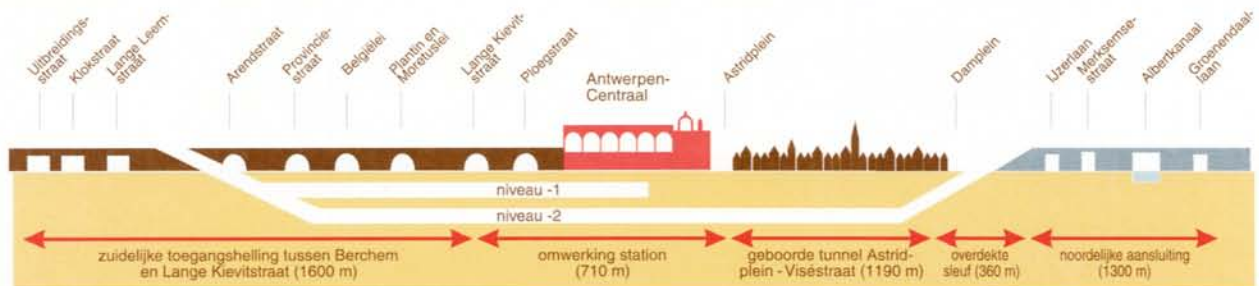 Uitbreidings-
straat
Klokstraat
Lange Leem-
straat
Arendstraat
Provincie-
straat
Belgiëlei
Plantin en
Moretuslei
Lange Kievit-
straat
Ploegstraat
Antwerpen-
Centraal
Astridplein
Damplein
IJzerlaan
Merksemse-
straat
Albertkanaal
Groenendaal-
laan
niveau -1
niveau -2
zuidelijke toegangshelling tussen Berchem
en Lange Kievitstraat (1600 m)
omwerking station
(710 m)
geboorde tunnel Astrid-
plein - Viséstraat (1190 m)
overdekte
sleuf (360 m)
noordelijke aansluiting
(1300 m)